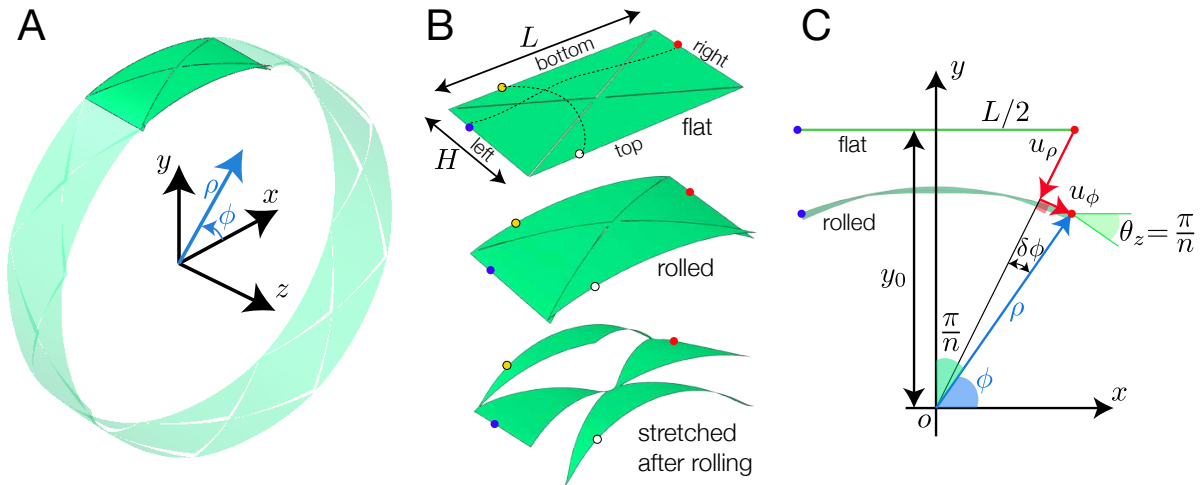 A
y
ρ
x
ϕ
z
B
L
bottom
right
H
left
top
flat
rolled
stretched
after rolling
C
y
L/2
flat
u_ρ
u_ϕ
rolled
θ_z = π/n
δϕ
y_0
ρ
π/n
ϕ
x
o